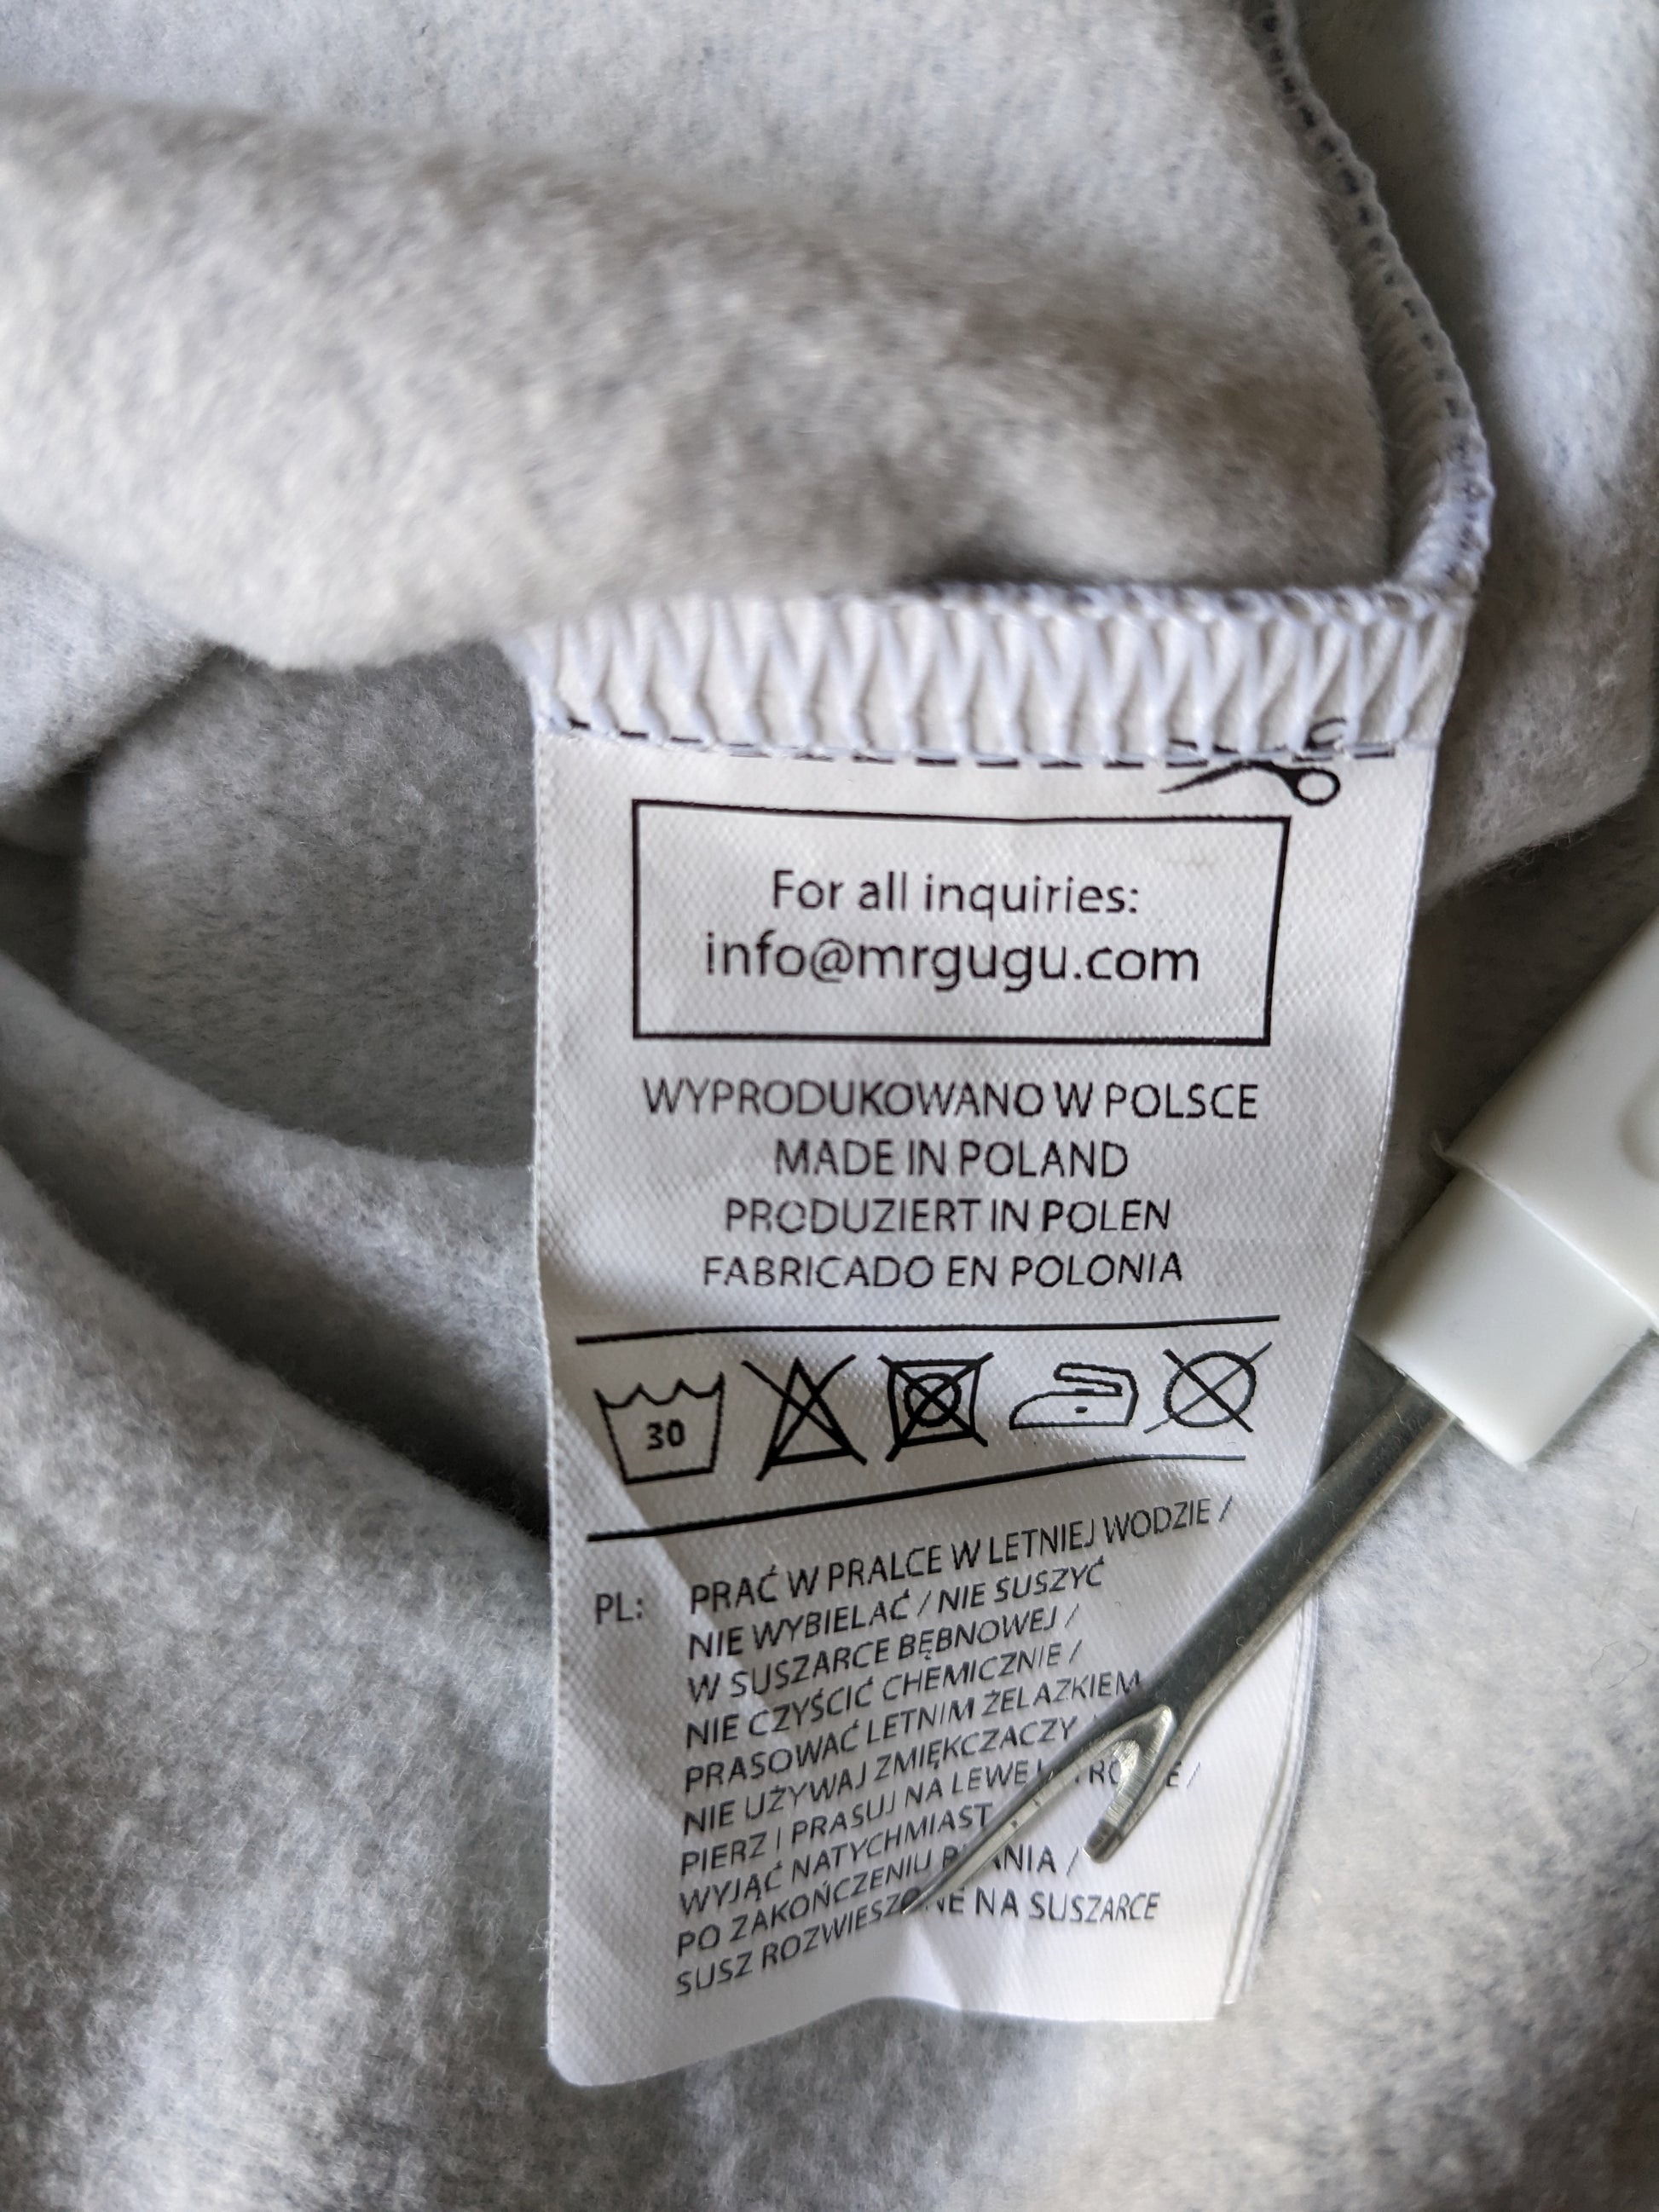 For all inquiries:
info@mrgugu.com
WYPRODUKOWANO W POLSCE
MADE IN POLAND
PRODUZIERT IN POLEN
FABRICADO EN POLONIA
30
PL: PRAĆ W PRALCE W LETNIEJ WODZIE /
NIE WYBIELAĆ / NIE SUSZYĆ
W SUSZARCE BĘBNOWEJ /
NIE CZYŚCIĆ CHEMICZNIE /
PRASOWAĆ LETNIM ŻELAZKIEM
NIE UŻYWAJ ZMIĘKCZACZY
PIERZ I PRASUJ NA LEWEJ /
WYJĄĆ NATYCHMIAST
PO ZAKOŃCZENIU /
SUSZ ROZWIESZONE NA SUSZARCE